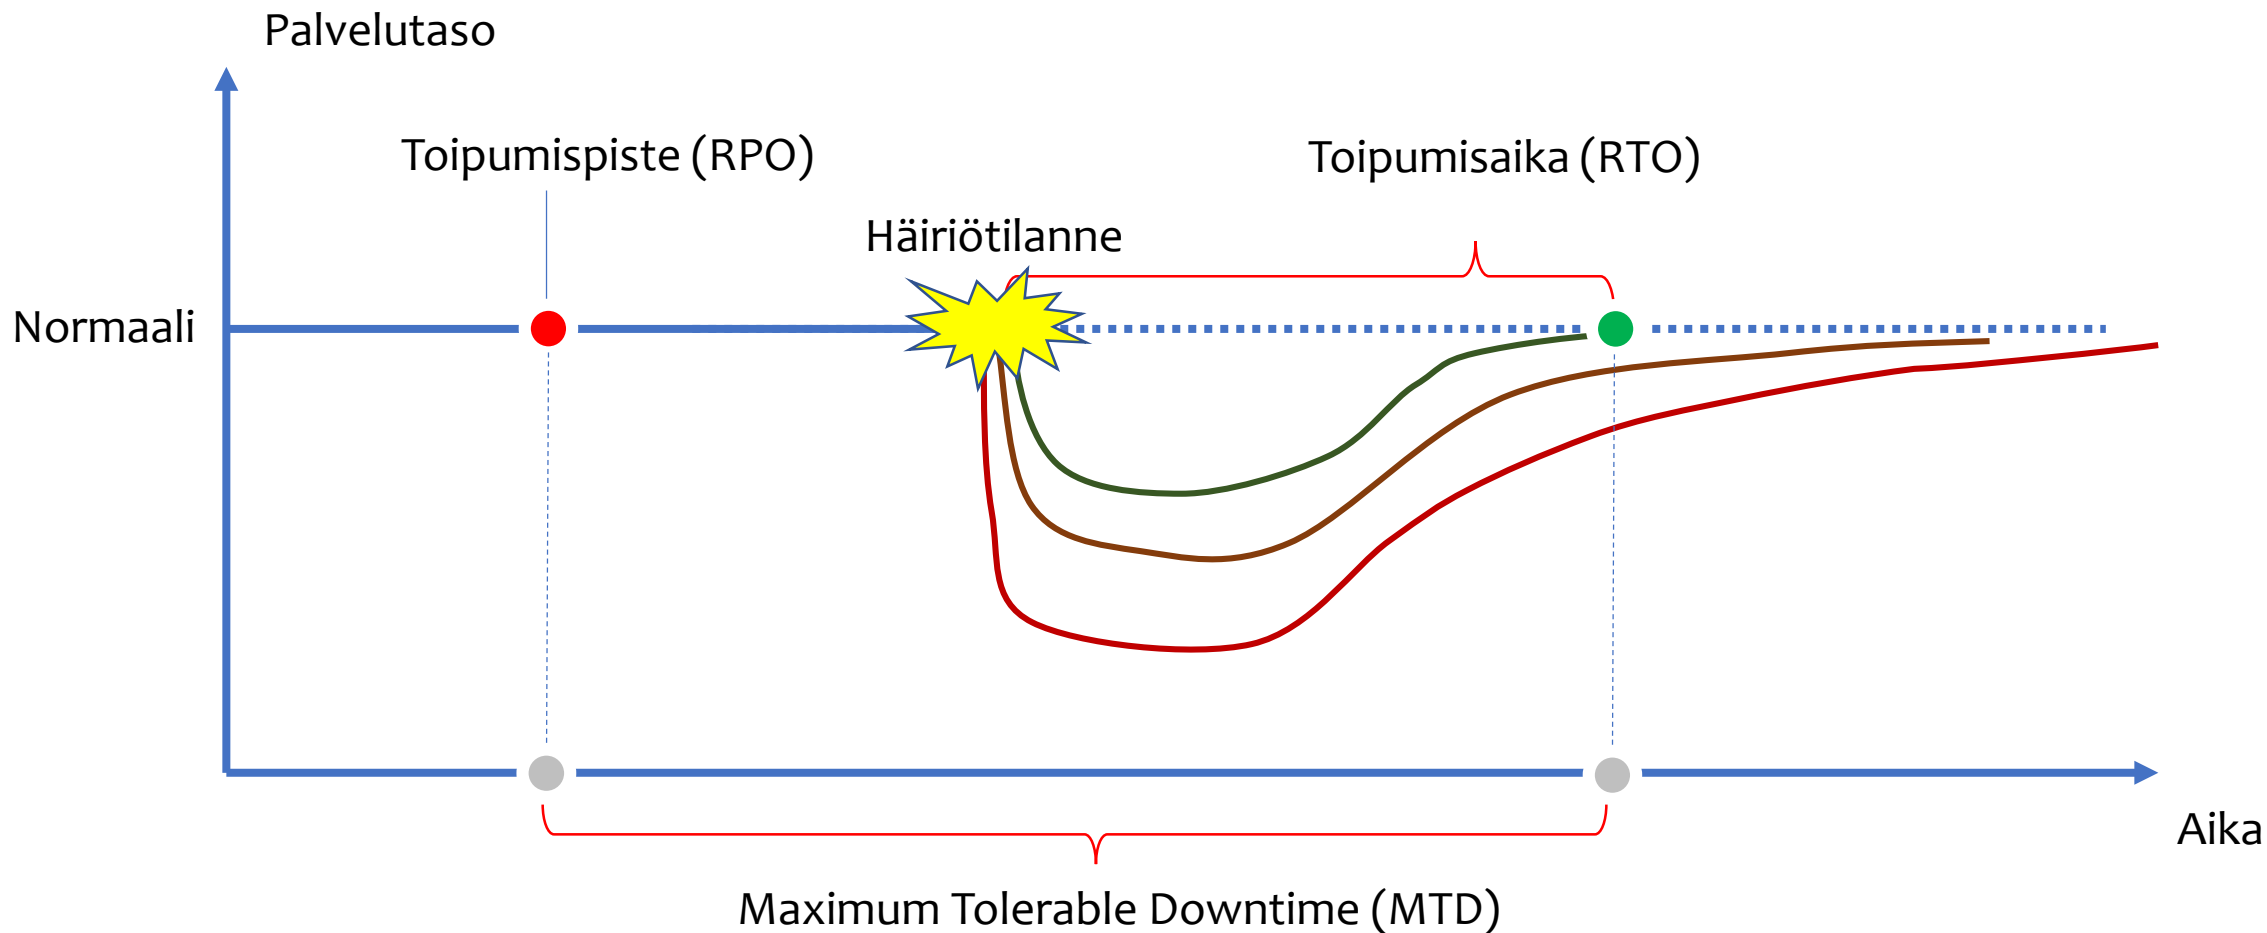 Palvelutaso
Toipumispiste (RPO)
Toipumisaika (RTO)
Häiriötilanne
Normaali
Aika
Maximum Tolerable Downtime (MTD)